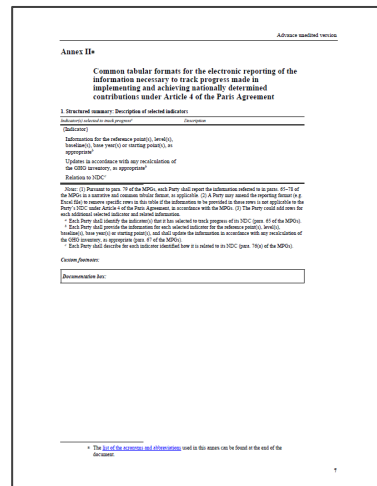 Advance unedited version
Annex II*
Common tabular formats for the electronic reporting of the
information necessary to track progress made in
implementing and achieving nationally determined
contributions under Article 4 of the Paris Agreement
1. Structured summary: Description of selected indicators
Indicator(s) selected to track progressᵃ Description
{Indicator}
Information for the reference point(s), level(s),
baseline(s), base year(s) or starting point(s), as
appropriateᵇ
Updates in accordance with any recalculation of
the GHG inventory, as appropriateᵇ
Relation to NDCᶜ
Notes: (1) Pursuant to para. 79 of the MPGs, each Party shall report the information referred to in paras. 65–78 of
the MPGs in a narrative and common tabular format, as applicable. (2) A Party may amend the reporting format (e.g.
Excel file) to remove specific rows in this table if the information to be provided in these rows is not applicable to the
Party's NDC under Article 4 of the Paris Agreement, in accordance with the MPGs. (3) The Party could add rows for
each additional selected indicator and related information.
ᵃ Each Party shall identify the indicator(s) that it has selected to track progress of its NDC (para. 65 of the MPGs).
ᵇ Each Party shall provide the information for each selected indicator for the reference point(s), level(s),
baseline(s), base year(s) or starting point(s), and shall update the information in accordance with any recalculation of
the GHG inventory, as appropriate (para. 67 of the MPGs).
ᶜ Each Party shall describe for each indicator identified how it is related to its NDC (para. 76(a) of the MPGs).
Custom footnotes:
Documentation box:
* The list of the acronyms and abbreviations used in this annex can be found at the end of the
document.
7